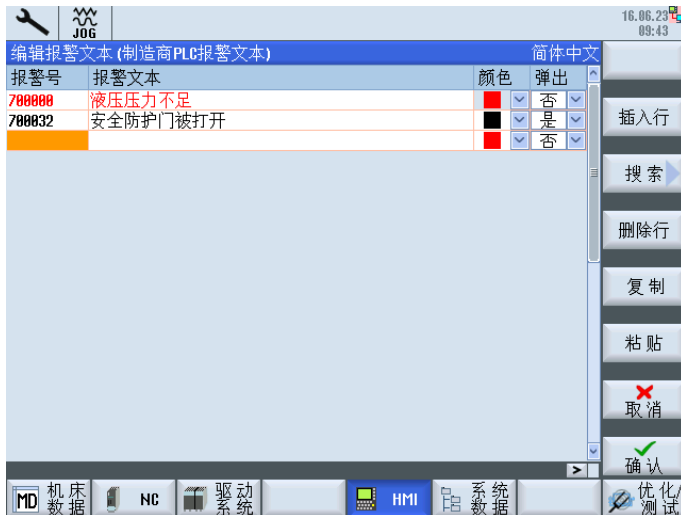 JOG
16.06.23
09:43
编辑报警文本 (制造商PLC报警文本) 简体中文
报警号 报警文本 颜色 弹出
700000 液压压力不足 否
700032 安全防护门被打开 是
否
插入行
搜索
删除行
复制
粘贴
取消
确认
>
MD 机床数据
NC
驱动系统
HMI
系统数据
优化/测试